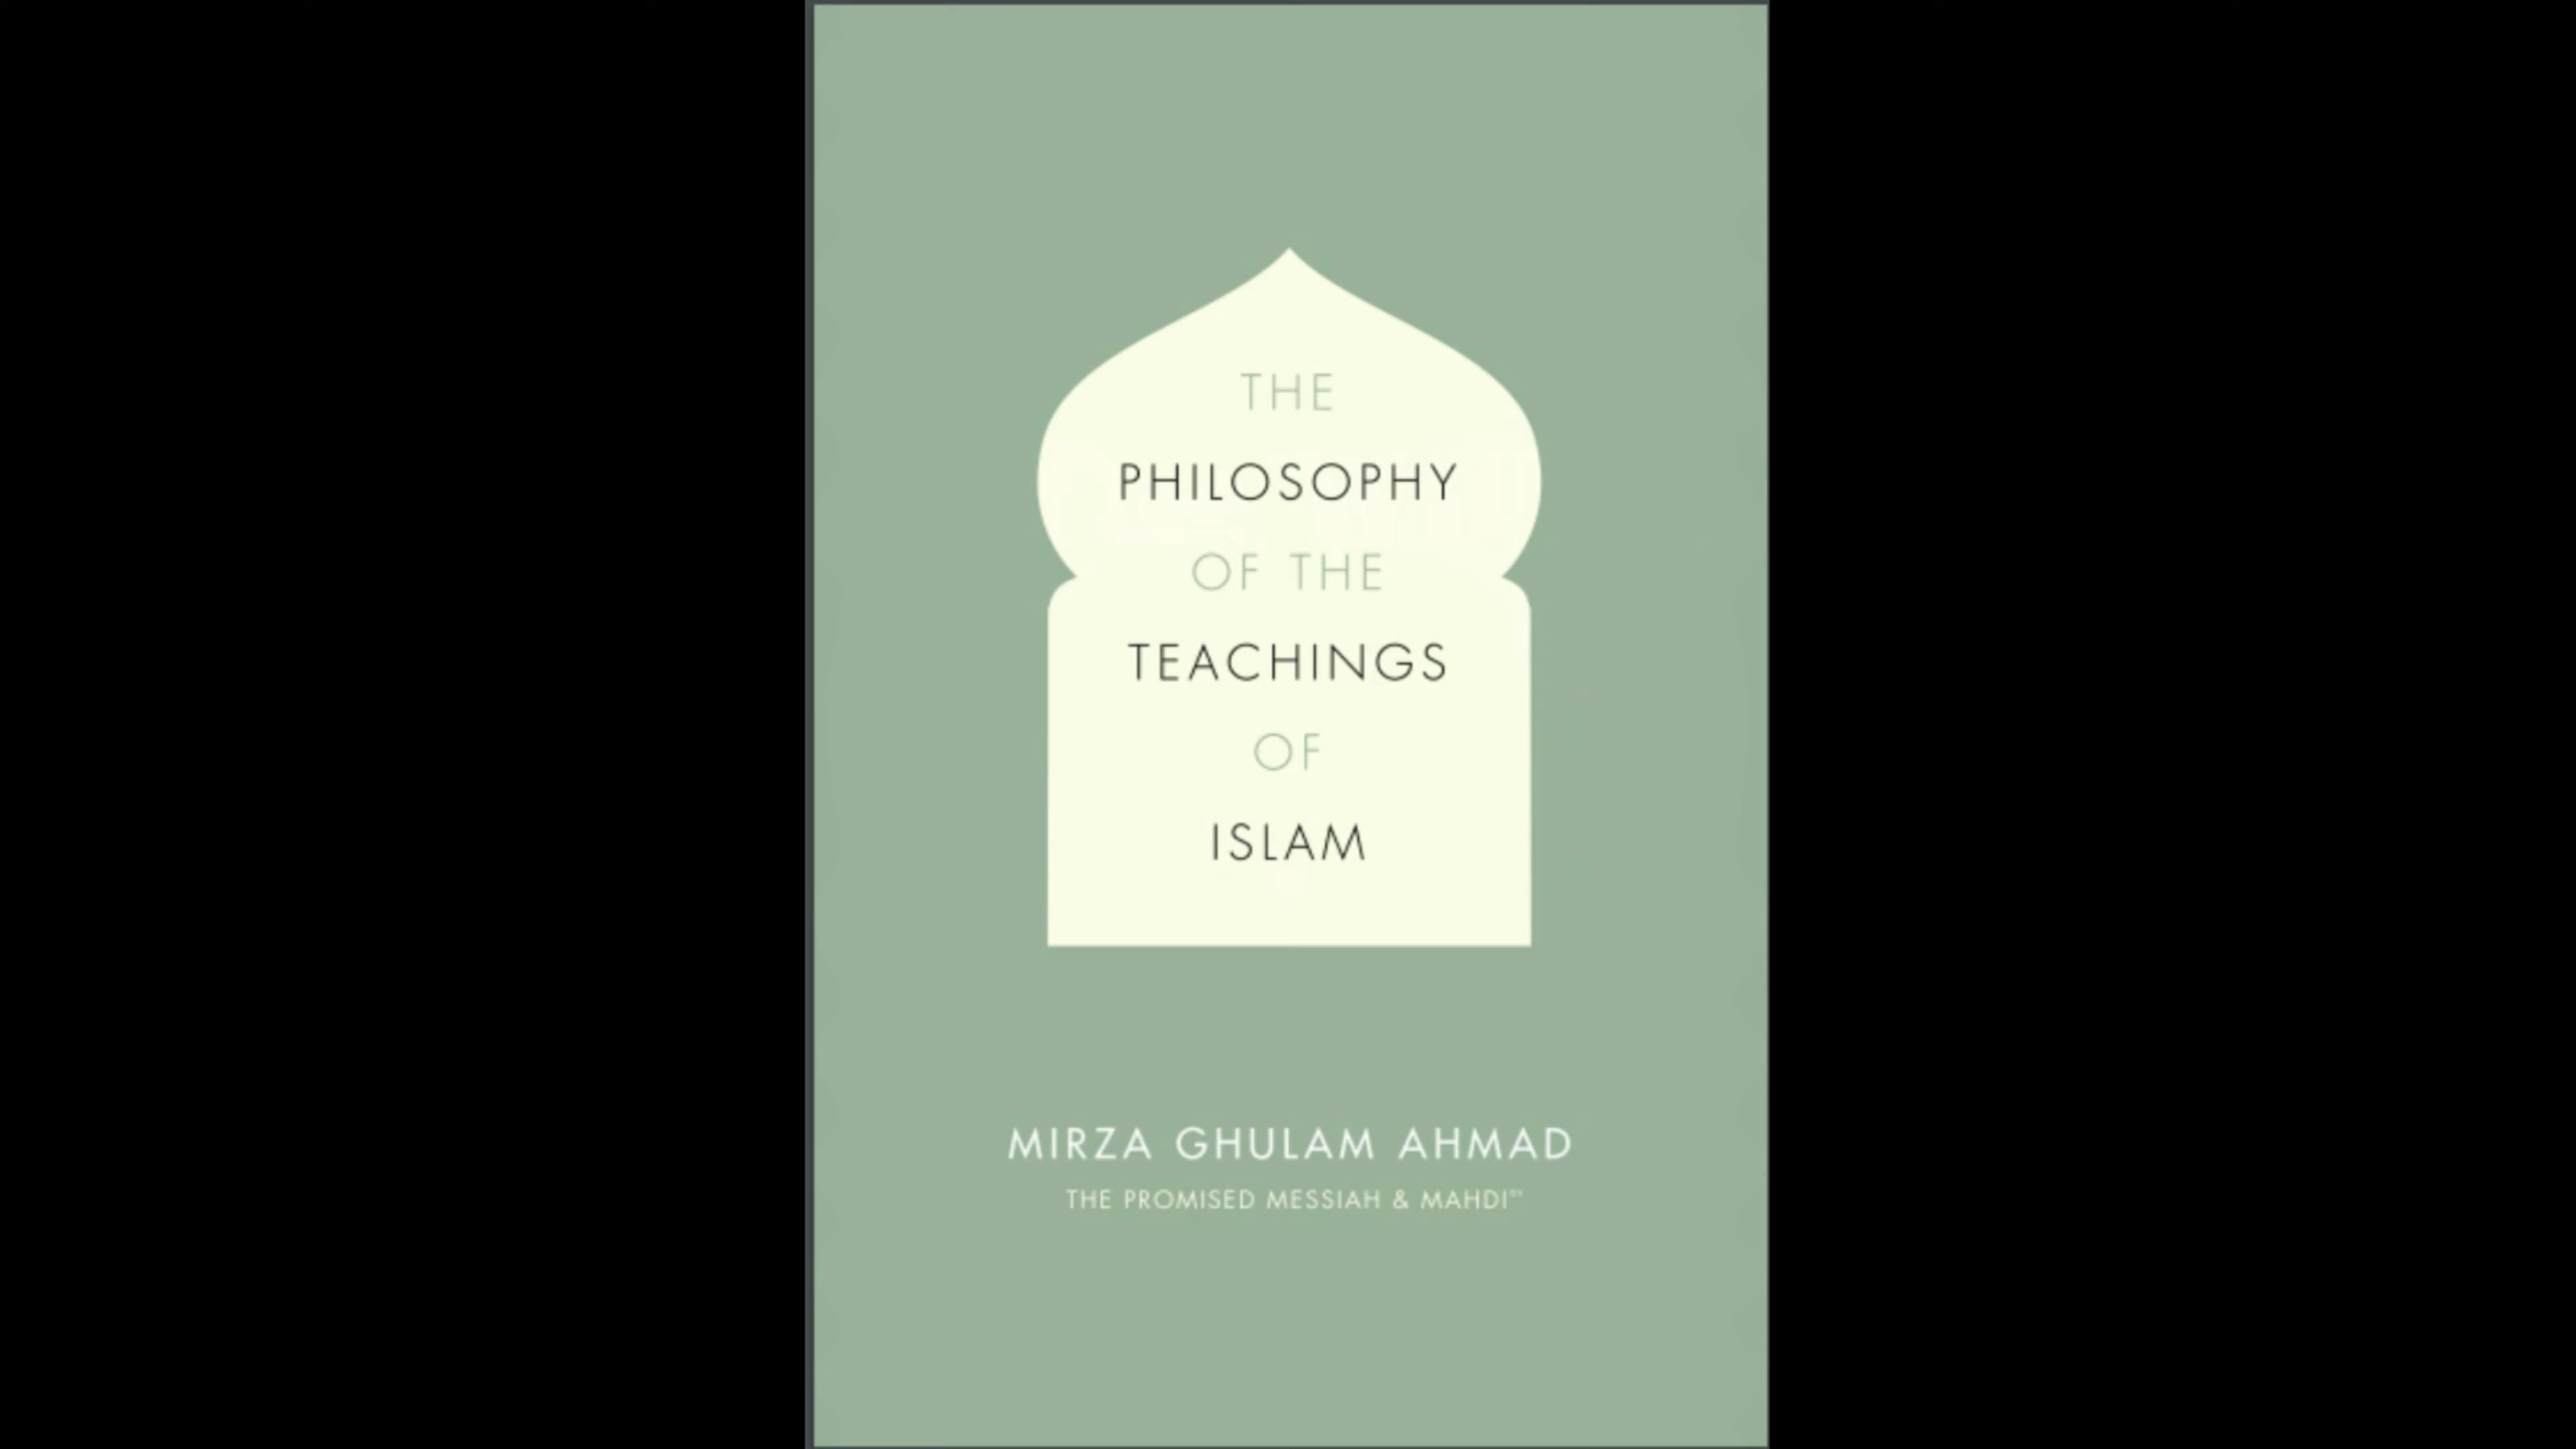 THE
PHILOSOPHY
OF THE
TEACHINGS
OF
ISLAM
MIRZA GHULAM AHMAD
THE PROMISED MESSIAH & MAHDI